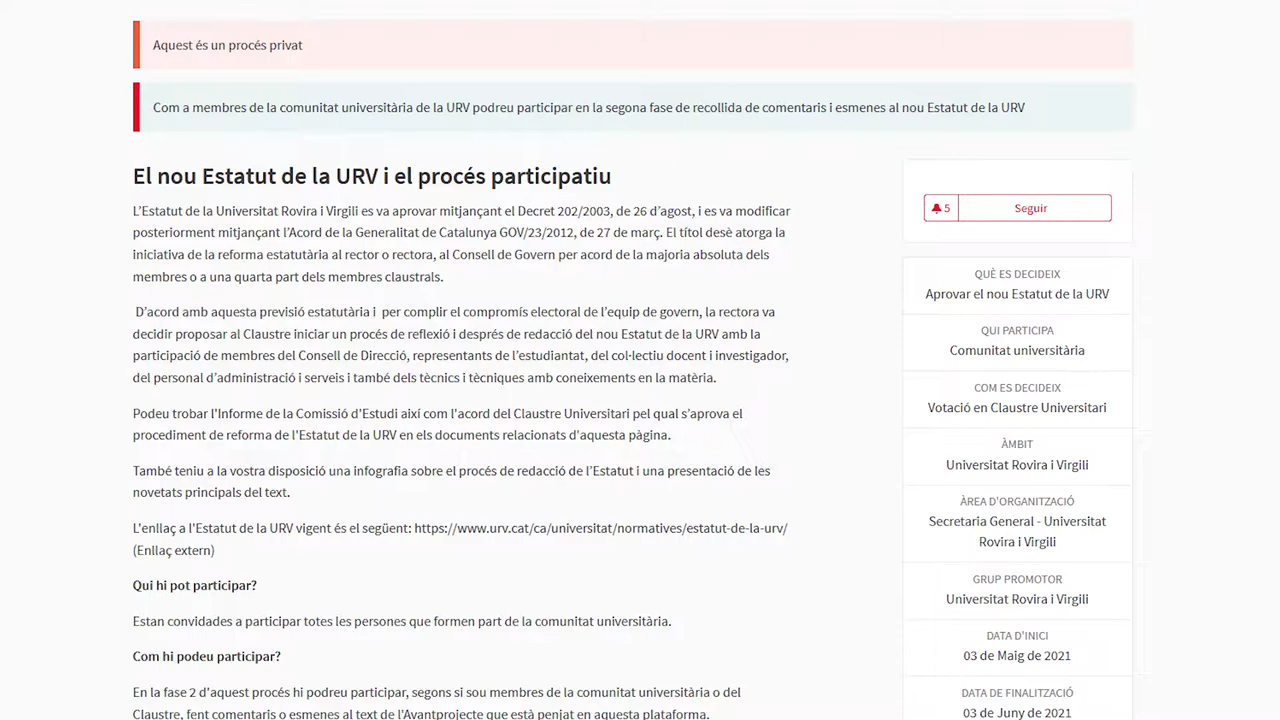 Aquest és un procés privat
Com a membres de la comunitat universitària de la URV podreu participar en la segona fase de recollida de comentaris i esmenes al nou Estatut de la URV
El nou Estatut de la URV i el procés participatiu
L’Estatut de la Universitat Rovira i Virgili es va aprovar mitjançant el Decret 202/2003, de 26 d’agost, i es va modificar
posteriorment mitjançant l’Acord de la Generalitat de Catalunya GOV/23/2012, de 27 de març. El títol desè atorga la
iniciativa de la reforma estatutària al rector o rectora, al Consell de Govern per acord de la majoria absoluta dels
membres o a una quarta part dels membres claustrals.
D’acord amb aquesta previsió estatutària i  per complir el compromís electoral de l’equip de govern, la rectora va
decidir proposar al Claustre iniciar un procés de reflexió i després de redacció del nou Estatut de la URV amb la
participació de membres del Consell de Direcció, representants de l’estudiantat, del col·lectiu docent i investigador,
del personal d’administració i serveis i també dels tècnics i tècniques amb coneixements en la matèria.
Podeu trobar l'Informe de la Comissió d'Estudi així com l'acord del Claustre Universitari pel qual s’aprova el
procediment de reforma de l'Estatut de la URV en els documents relacionats d'aquesta pàgina.
També teniu a la vostra disposició una infografia sobre el procés de redacció de l’Estatut i una presentació de les
novetats principals del text.
L'enllaç a l'Estatut de la URV vigent és el següent: https://www.urv.cat/ca/universitat/normatives/estatut-de-la-urv/
(Enllaç extern)
Qui hi pot participar?
Estan convidades a participar totes les persones que formen part de la comunitat universitària.
Com hi podeu participar?
En la fase 2 d'aquest procés hi podreu participar, segons si sou membres de la comunitat universitària o del
Claustre, fent comentaris o esmenes al text de l'Avantprojecte que està penjat en aquesta plataforma.
5 Seguir
QUÈ ES DECIDEIX
Aprovar el nou Estatut de la URV
QUI PARTICIPA
Comunitat universitària
COM ES DECIDEIX
Votació en Claustre Universitari
ÀMBIT
Universitat Rovira i Virgili
ÀREA D'ORGANITZACIÓ
Secretaria General - Universitat
Rovira i Virgili
GRUP PROMOTOR
Universitat Rovira i Virgili
DATA D'INICI
03 de Maig de 2021
DATA DE FINALITZACIÓ
03 de Juny de 2021